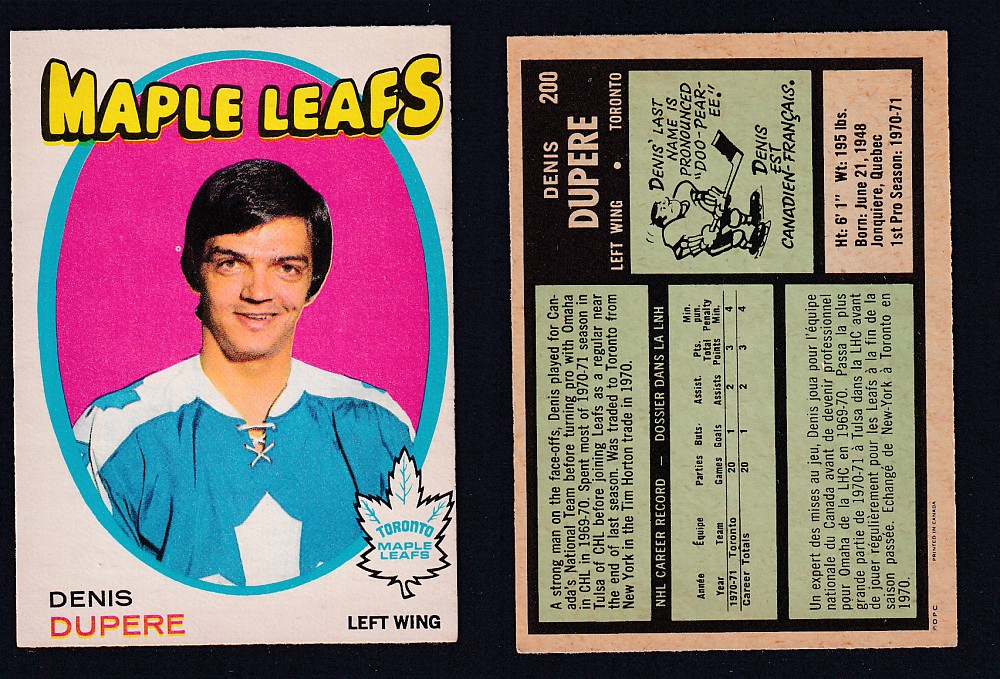 MAPLE LEAFS
TORONTO
MAPLE
LEAFS
DENIS
DUPERE
LEFT WING
DENIS 200
DUPERE
LEFT WING • TORONTO
"DENIS' LAST
NAME IS
PRONOUNCED
"DOO-PEAR-
EE."
DENIS
EST
CANADIEN-FRANÇAIS.
Ht: 6' 1" Wt: 195 lbs.
Born: June 21, 1948
Jonquiere, Quebec
1st Pro Season: 1970-71
A strong man on the face-offs, Denis played for Can-
ada's National Team before turning pro with Omaha
in CHL in 1969-70. Spent most of 1970-71 season in
Tulsa of CHL before joining Leafs as a regular near
the end of last season. Was traded to Toronto from
New York in the Tim Horton trade in 1970.
NHL CAREER RECORD — DOSSIER DANS LA LNH
Année Équipe Parties Buts Assist. Pts. Total Min. pun. Penalty
Year Team Games Goals Assists Points Min.
1970-71 Toronto 20 1 2 3 4
Career Totals 20 1 2 3 4
Un expert des mises au jeu, Denis joua pour l'équipe
nationale du Canada avant de devenir professionnel
pour Omaha de la LHC en 1969-70. Passa la plus
grande partie de 1970-71 à Tulsa dans la LHC avant
de jouer régulièrement pour les Leafs à la fin de la
saison passée. Echangé de New-York à Toronto en
1970.
O.P.C. PRINTED IN CANADA